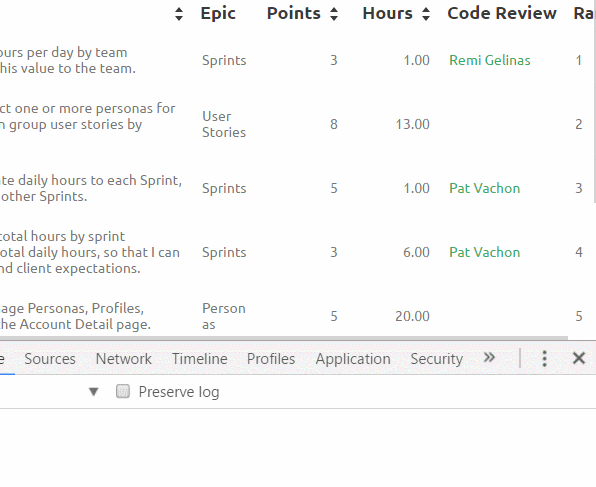 Epic Points Hours Code Review Ra
ours per day by team
his value to the team.
Sprints 3 1.00 Remi Gelinas 1
ct one or more personas for
n group user stories by
User
Stories
8 13.00 2
te daily hours to each Sprint,
other Sprints.
Sprints 5 1.00 Pat Vachon 3
total hours by sprint
otal daily hours, so that I can
nd client expectations.
Sprints 3 6.00 Pat Vachon 4
nage Personas, Profiles,
he Account Detail page.
Person
as
5 20.00 5
e Sources Network Timeline Profiles Application Security
Preserve log